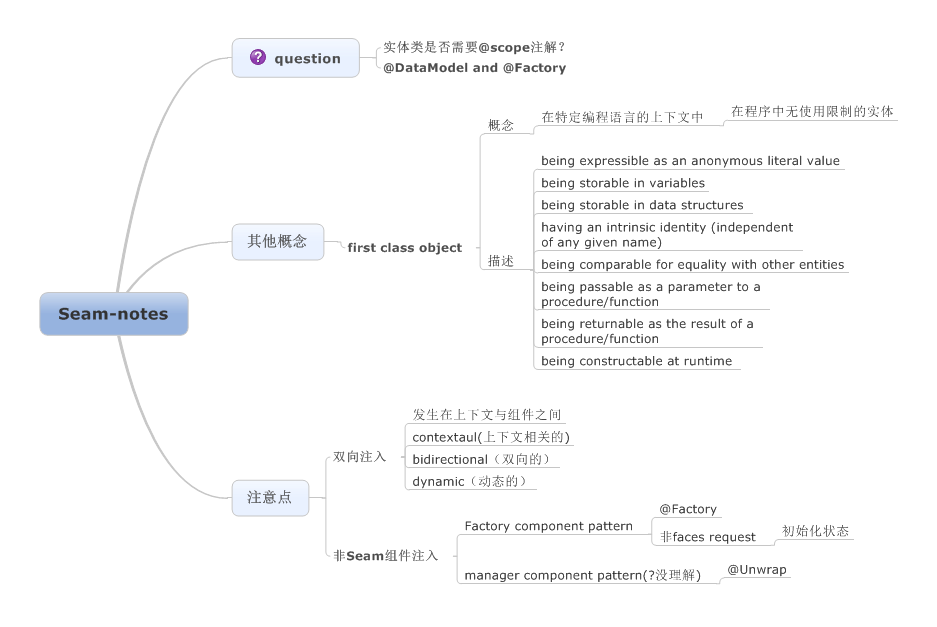 question
实体类是否需要@scope注解？
@DataModel and @Factory
Seam-notes
其他概念
first class object
概念
在特定编程语言的上下文中
在程序中无使用限制的实体
描述
being expressible as an anonymous literal value
being storable in variables
being storable in data structures
having an intrinsic identity (independent
of any given name)
being comparable for equality with other entities
being passable as a parameter to a
procedure/function
being returnable as the result of a
procedure/function
being constructable at runtime
注意点
双向注入
发生在上下文与组件之间
contextaul(上下文相关的)
bidirectional（双向的）
dynamic（动态的）
非Seam组件注入
Factory component pattern
@Factory
非faces request
初始化状态
manager component pattern(?没理解)
@Unwrap